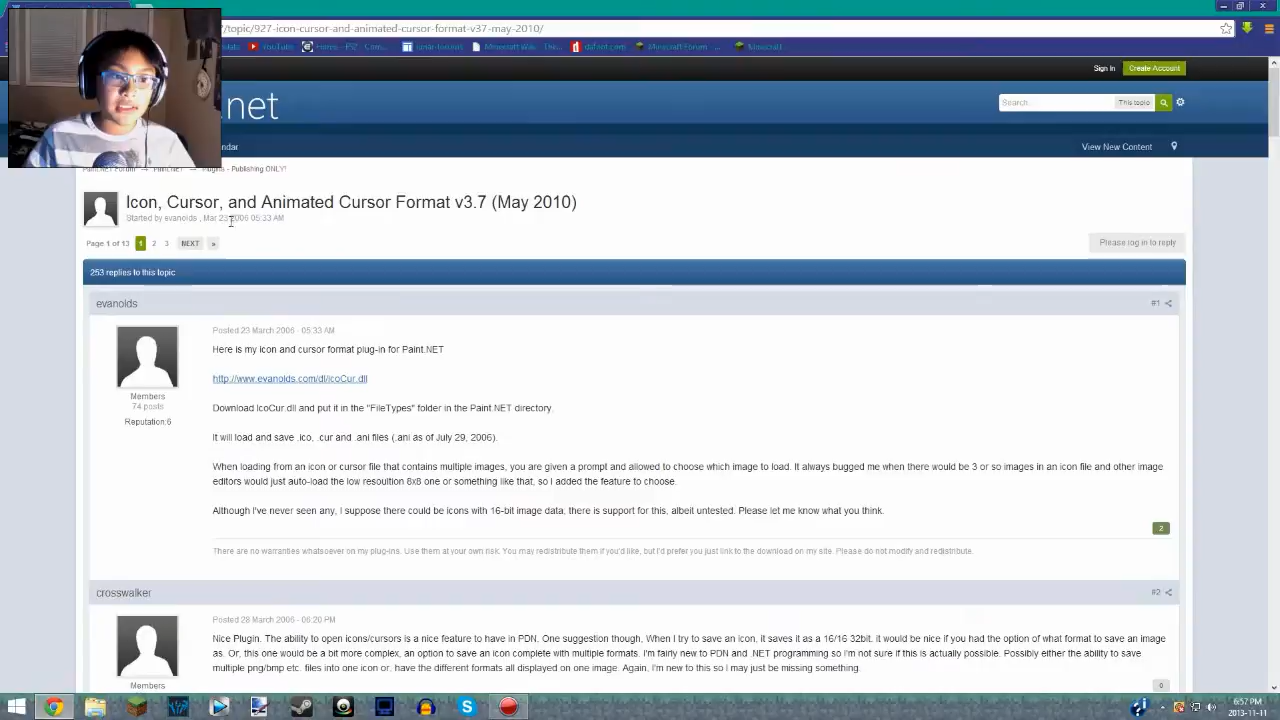 /topic/927-icon-cursor-and-animated-cursor-format-v37-may-2010/
YouTube
Minecraft Wiki
Minecraft Forum
Minecraft
Sign In
Create Account
.net
Search...
This topic
ndar
View New Content
Paint.NET Forum → Paint.NET → Plugins - Publishing ONLY!
Icon, Cursor, and Animated Cursor Format v3.7 (May 2010)
Started by evanolds , Mar 23 2006 05:33 AM
Page 1 of 13 1 2 3 NEXT »
Please log in to reply
253 replies to this topic
evanolds
#1
Posted 23 March 2006 - 05:33 AM
Here is my icon and cursor format plug-in for Paint.NET
http://www.evanolds.com/dl/IcoCur.dll
Members
74 posts
Reputation:6
Download IcoCur.dll and put it in the "FileTypes" folder in the Paint.NET directory.
It will load and save .ico, .cur and .ani files (.ani as of July 29, 2006).
When loading from an icon or cursor file that contains multiple images, you are given a prompt and allowed to choose which image to load. It always bugged me when there would be 3 or so images in an icon file and other image
editors would just auto-load the low resoultion 8x8 one or something like that, so I added the feature to choose.
Although I've never seen any, I suppose there could be icons with 16-bit image data, there is support for this, albeit untested. Please let me know what you think.
2
There are no warranties whatsoever on my plug-ins. Use them at your own risk. You may redistribute them if you'd like, but I'd prefer you just link to the download on my site. Please do not modify and redistribute.
crosswalker
#2
Posted 28 March 2006 - 06:20 PM
Nice Plugin. The ability to open icons/cursors is a nice feature to have in PDN. One suggestion though, When I try to save an icon, it saves it as a 16/16 32bit. it would be nice if you had the option of what format to save an image
as. Or, this one would be a bit more complex, an option to save an icon complete with multiple formats. I'm fairly new to PDN and .NET programming so I'm not sure if this is actually possible. Possibly either the ability to save
multiple png/bmp etc. files into one icon or. have the different formats all displayed on one image. Again, I'm new to this so I may just be missing something.
Members
0
6:57 PM
2013-11-11